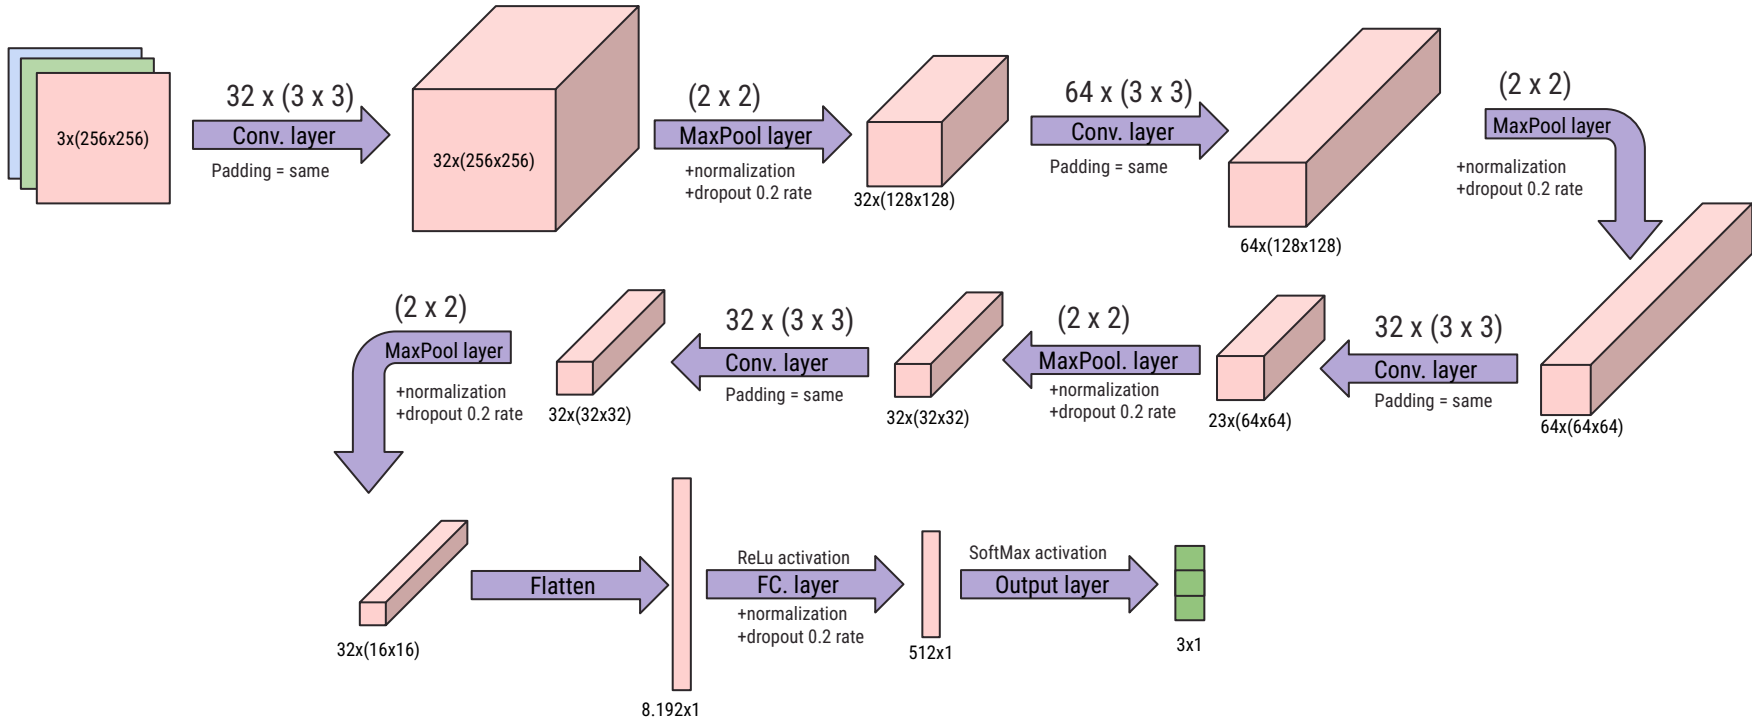 3x(256x256)
32 x (3 x 3)
Conv. layer
Padding = same
32x(256x256)
(2 x 2)
MaxPool layer
+normalization
+dropout 0.2 rate
32x(128x128)
64 x (3 x 3)
Conv. layer
Padding = same
64x(128x128)
(2 x 2)
MaxPool layer
+normalization
+dropout 0.2 rate
64x(64x64)
32 x (3 x 3)
Conv. layer
Padding = same
23x(64x64)
(2 x 2)
MaxPool. layer
+normalization
+dropout 0.2 rate
32x(32x32)
32 x (3 x 3)
Conv. layer
Padding = same
32x(32x32)
(2 x 2)
MaxPool layer
+normalization
+dropout 0.2 rate
32x(16x16)
Flatten
8.192x1
ReLu activation
FC. layer
+normalization
+dropout 0.2 rate
512x1
SoftMax activation
Output layer
3x1